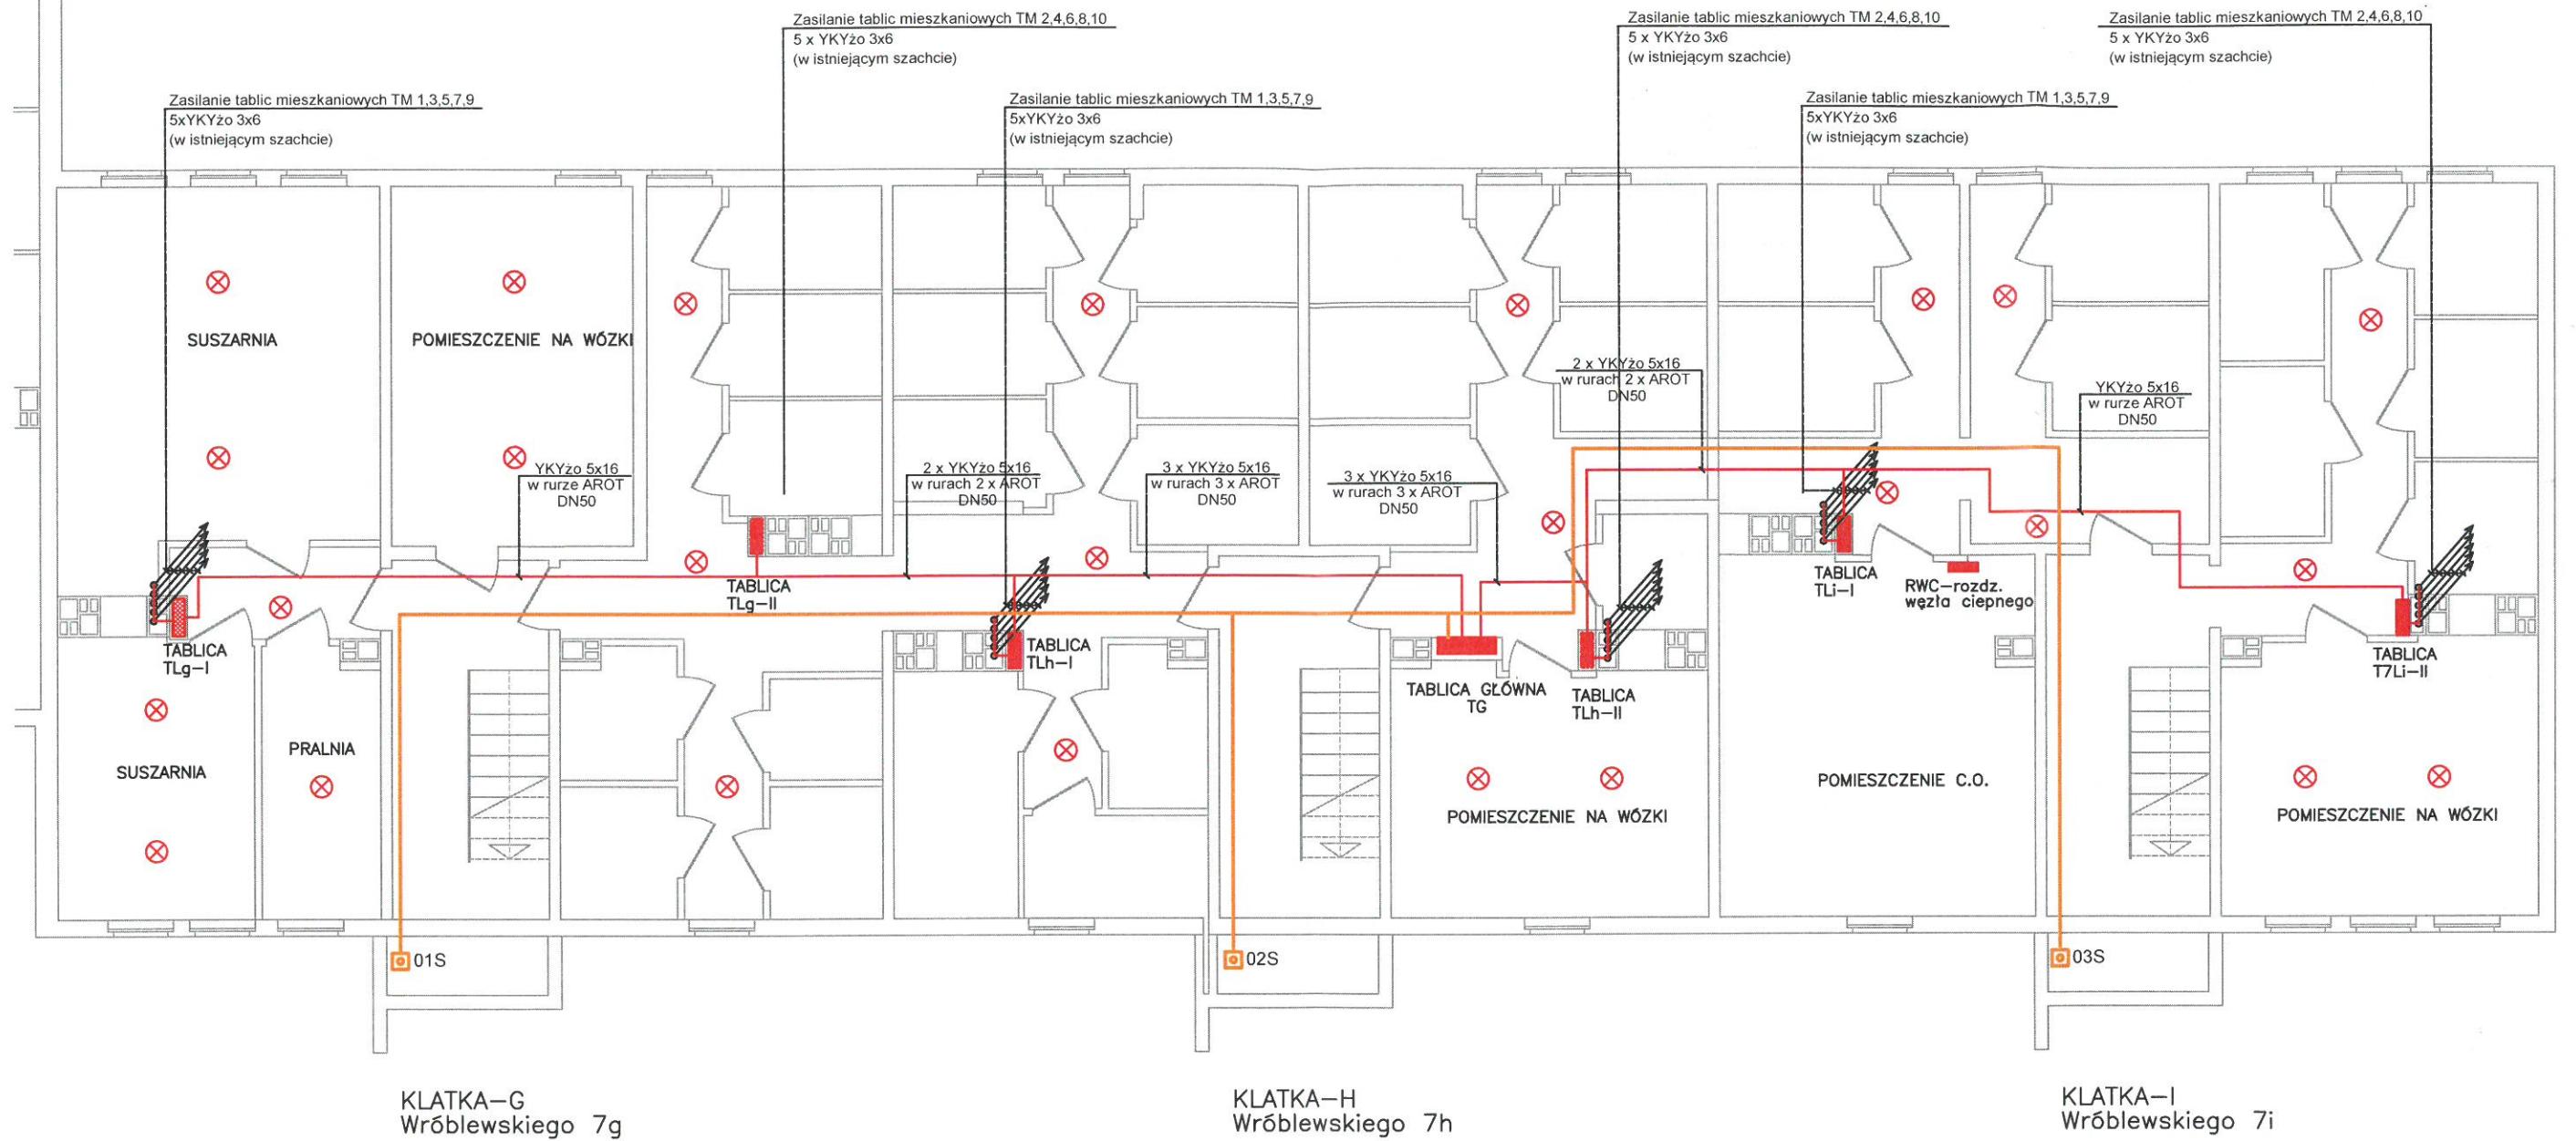 Zasilanie tablic mieszkaniowych TM 2,4,6,8,10
5 x YKYżo 3x6
(w istniejącym szachcie)
Zasilanie tablic mieszkaniowych TM 2,4,6,8,10
5 x YKYżo 3x6
(w istniejącym szachcie)
Zasilanie tablic mieszkaniowych TM 2,4,6,8,10
5 x YKYżo 3x6
(w istniejącym szachcie)
Zasilanie tablic mieszkaniowych TM 1,3,5,7,9
5xYKYżo 3x6
(w istniejącym szachcie)
Zasilanie tablic mieszkaniowych TM 1,3,5,7,9
5xYKYżo 3x6
(w istniejącym szachcie)
Zasilanie tablic mieszkaniowych TM 1,3,5,7,9
5xYKYżo 3x6
(w istniejącym szachcie)
SUSZARNIA
POMIESZCZENIE NA WÓZKI
2 x YKYżo 5x16
w rurach 2 x AROT
DN50
YKYżo 5x16
w rurze AROT
DN50
YKYżo 5x16
w rurze AROT
DN50
2 x YKYżo 5x16
w rurach 2 x AROT
DN50
3 x YKYżo 5x16
w rurach 3 x AROT
DN50
3 x YKYżo 5x16
w rurach 3 x AROT
DN50
TABLICA
TLg-II
TABLICA
TLi-I
RWC-rozdz.
węzła ciepnego
TABLICA
TLg-I
TABLICA
TLh-I
TABLICA GŁÓWNA
TG
TABLICA
TLh-II
TABLICA
T7Li-II
SUSZARNIA
PRALNIA
POMIESZCZENIE NA WÓZKI
POMIESZCZENIE C.O.
POMIESZCZENIE NA WÓZKI
01S
02S
03S
KLATKA-G
Wróblewskiego 7g
KLATKA-H
Wróblewskiego 7h
KLATKA-I
Wróblewskiego 7i